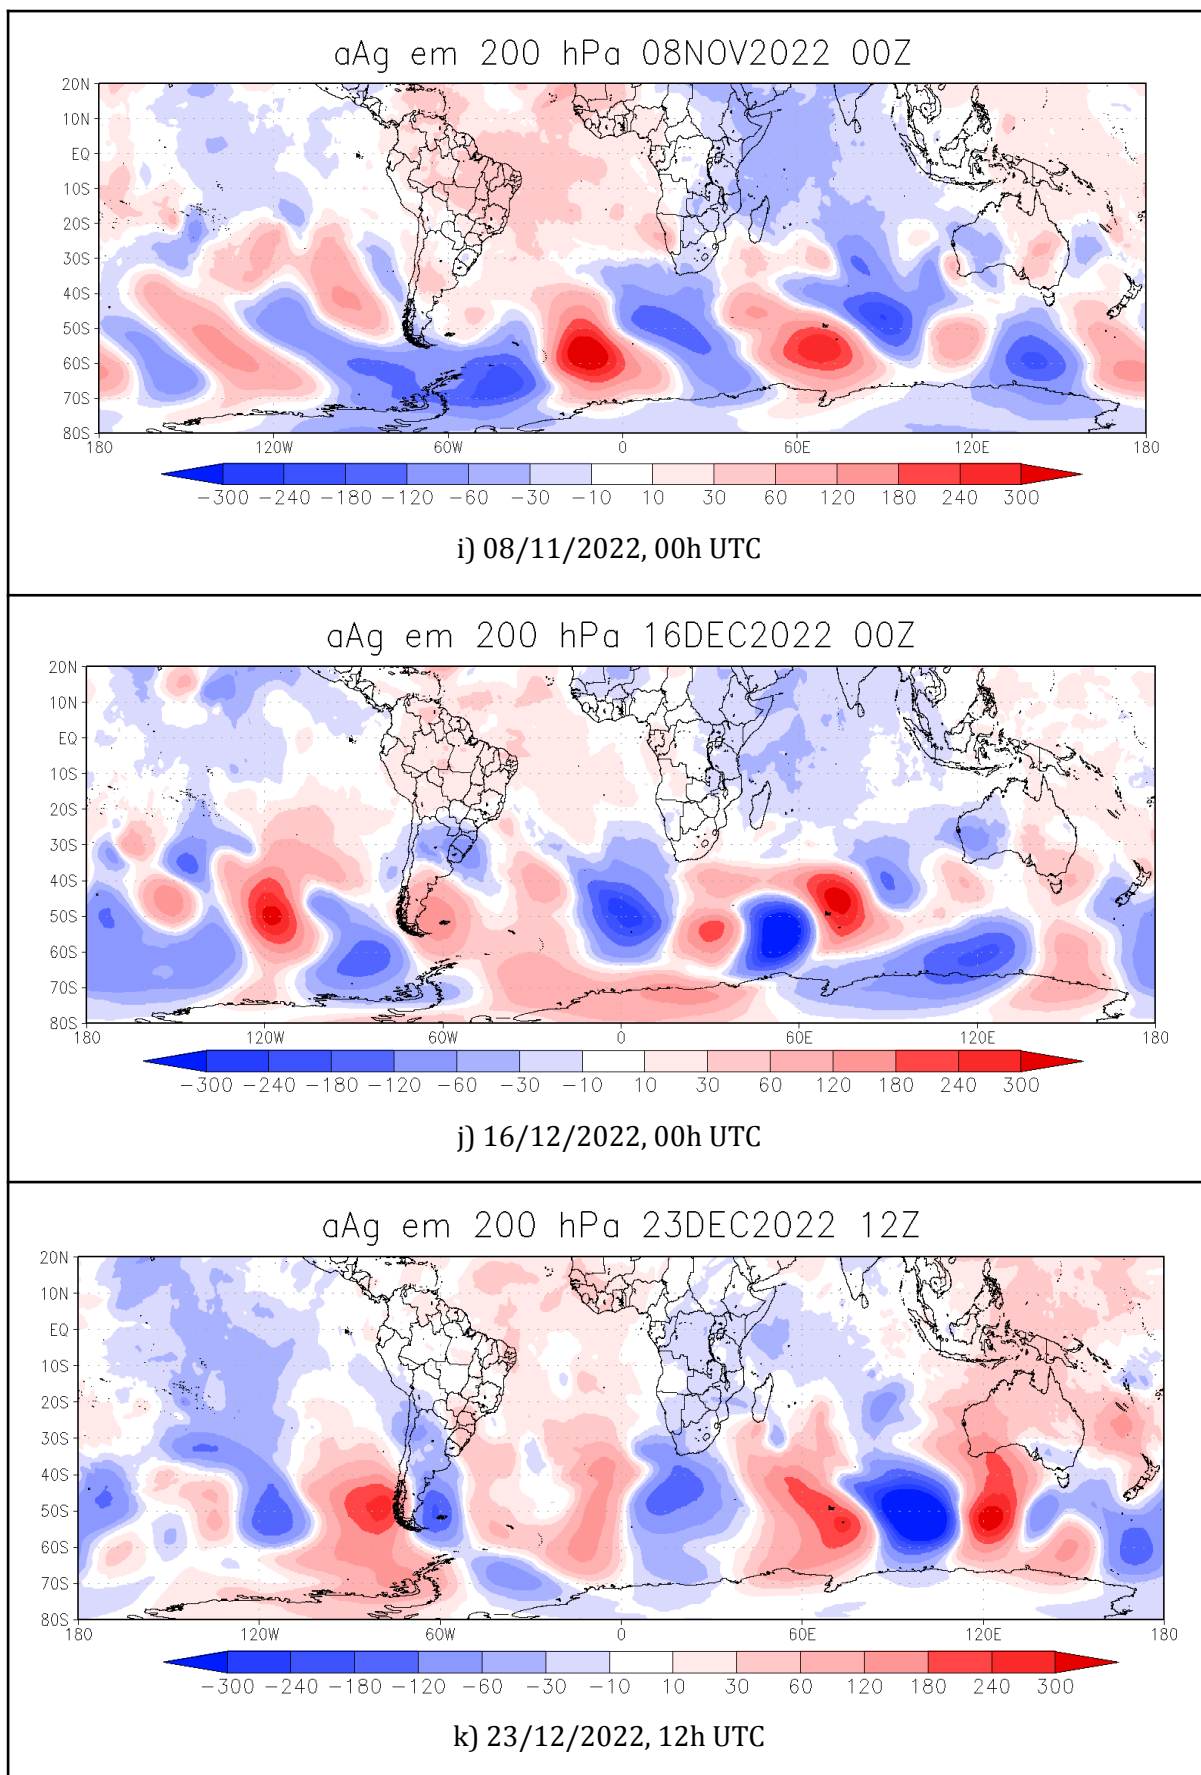 aAg em 200 hPa 08NOV2022 00Z
20N
10N
EQ
10S
20S
30S
40S
50S
60S
70S
80S
180 120W 60W 0 60E 120E 180
−300 −240 −180 −120 −60 −30 −10 10 30 60 120 180 240 300
i) 08/11/2022, 00h UTC
aAg em 200 hPa 16DEC2022 00Z
20N
10N
EQ
10S
20S
30S
40S
50S
60S
70S
80S
180 120W 60W 0 60E 120E 180
−300 −240 −180 −120 −60 −30 −10 10 30 60 120 180 240 300
j) 16/12/2022, 00h UTC
aAg em 200 hPa 23DEC2022 12Z
20N
10N
EQ
10S
20S
30S
40S
50S
60S
70S
80S
180 120W 60W 0 60E 120E 180
−300 −240 −180 −120 −60 −30 −10 10 30 60 120 180 240 300
k) 23/12/2022, 12h UTC